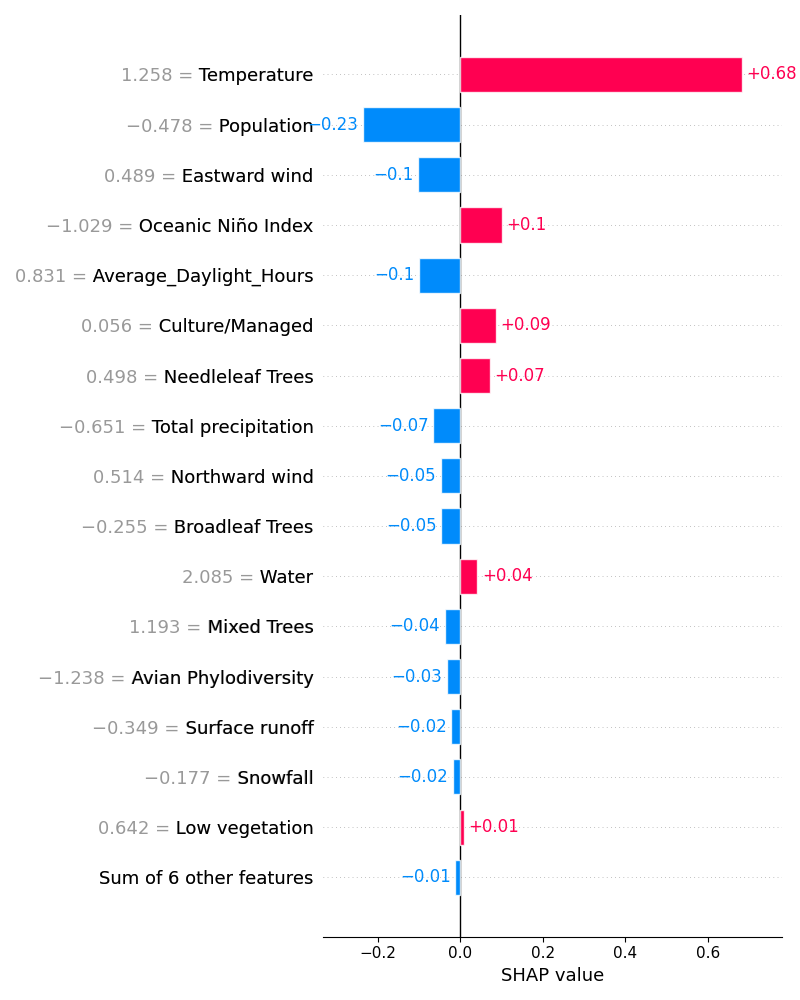 1.258 = Temperature +0.68
−0.478 = Population −0.23
0.489 = Eastward wind −0.1
−1.029 = Oceanic Niño Index +0.1
0.831 = Average_Daylight_Hours −0.1
0.056 = Culture/Managed +0.09
0.498 = Needleleaf Trees +0.07
−0.651 = Total precipitation −0.07
0.514 = Northward wind −0.05
−0.255 = Broadleaf Trees −0.05
2.085 = Water +0.04
1.193 = Mixed Trees −0.04
−1.238 = Avian Phylodiversity −0.03
−0.349 = Surface runoff −0.02
−0.177 = Snowfall −0.02
0.642 = Low vegetation +0.01
Sum of 6 other features −0.01
−0.2 0.0 0.2 0.4 0.6
SHAP value